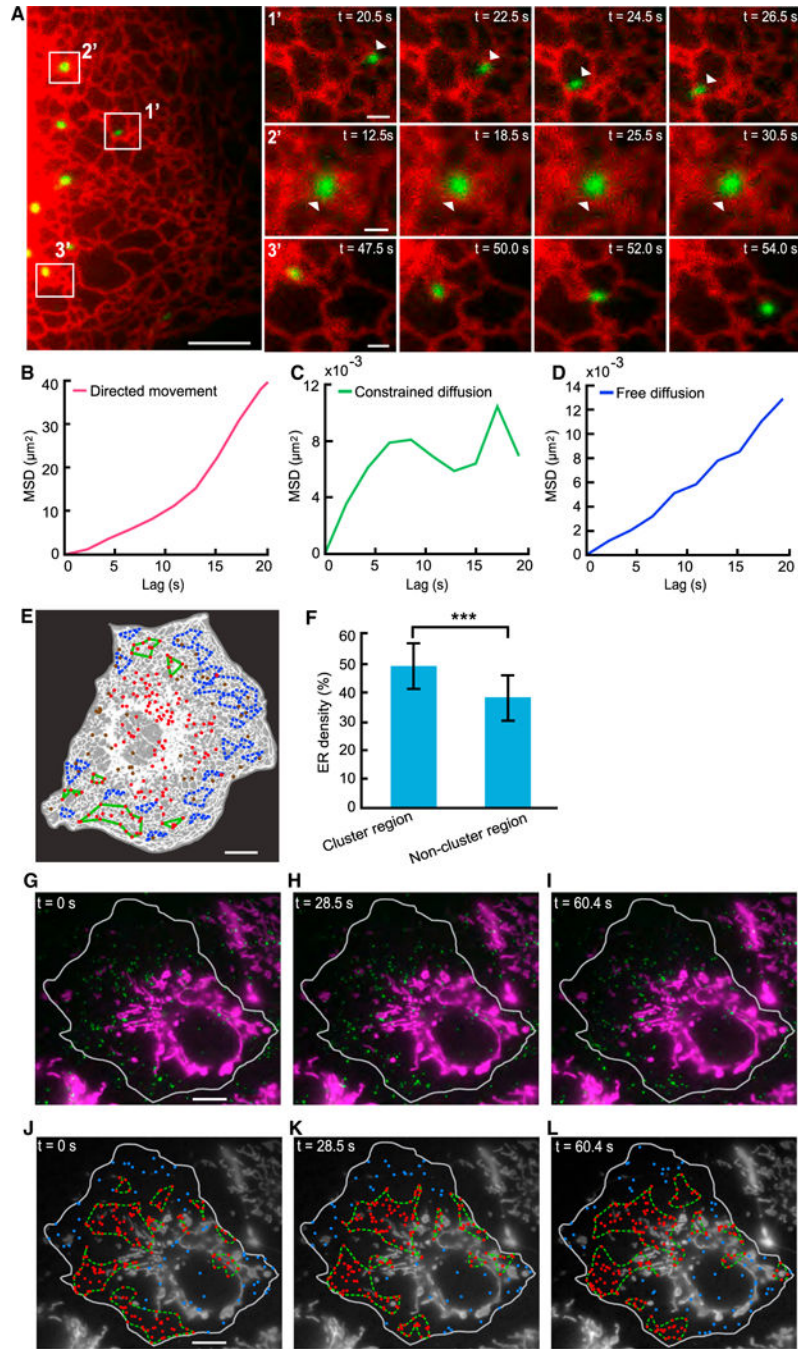 A
2'
1'
3'
1'
t = 20.5 s
t = 22.5 s
t = 24.5 s
t = 26.5 s
2'
t = 12.5s
t = 18.5s
t = 25.5s
t = 30.5s
3'
t = 47.5 s
t = 50.0 s
t = 52.0 s
t = 54.0 s
B
40
30
20
10
0
MSD (µm²)
Directed movement
0 5 10 15 20
Lag (s)
C
x10⁻³
12
8
4
0
MSD (µm²)
Constrained diffusion
0 5 10 15 20
Lag (s)
D
x10⁻³
14
12
10
8
6
4
2
0
MSD (µm²)
Free diffusion
0 5 10 15 20
Lag (s)
E
F
***
60
50
40
30
20
10
0
ER density (%)
Cluster region
Non-cluster region
G
t = 0 s
H
t = 28.5 s
I
t = 60.4 s
J
t = 0 s
K
t = 28.5 s
L
t = 60.4 s